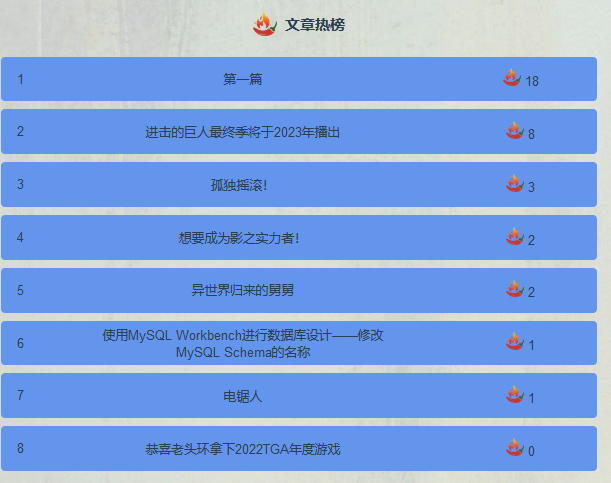 文章热榜
1 第一篇 18
2 进击的巨人最终季将于2023年播出 8
3 孤独摇滚！ 3
4 想要成为影之实力者！ 2
5 异世界归来的舅舅 2
6 使用MySQL Workbench进行数据库设计——修改
MySQL Schema的名称 1
7 电锯人 1
8 恭喜老头环拿下2022TGA年度游戏 0